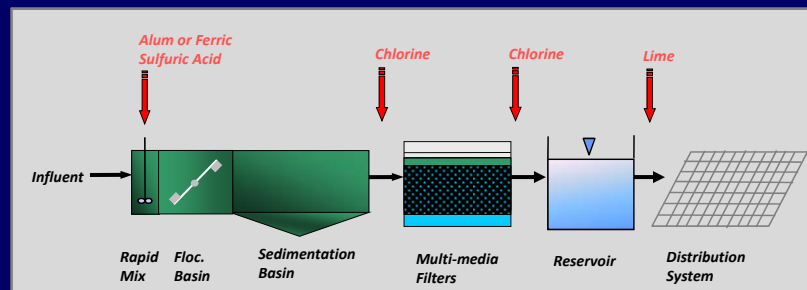 Alum or Ferric
Sulfuric Acid
Chlorine
Chlorine
Lime
Influent
Rapid
Mix
Floc.
Basin
Sedimentation
Basin
Multi-media
Filters
Reservoir
Distribution
System